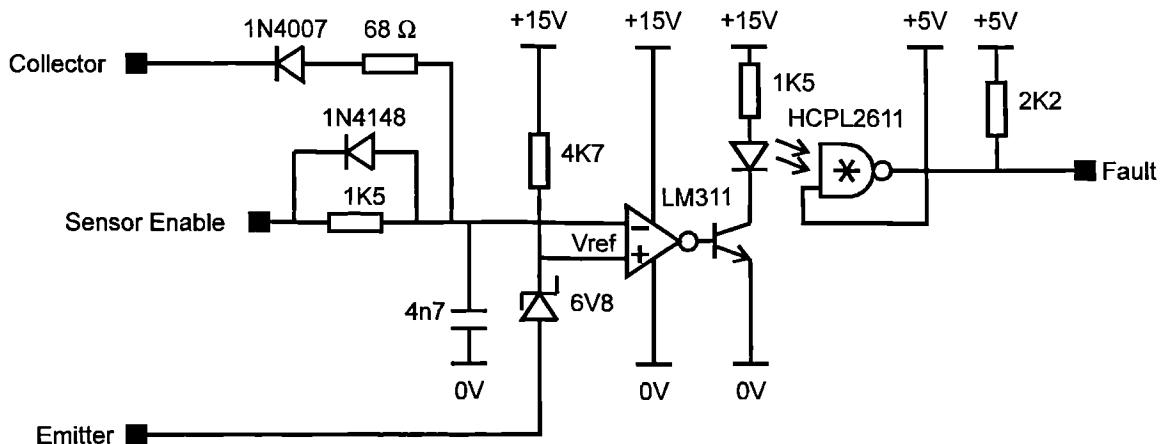 +15V
+15V
+15V
+5V
+5V
1N4007
68 Ω
Collector
1K5
2K2
HCPL2611
1N4148
4K7
*
Fault
LM311
1K5
Sensor Enable
−
Vref
+
4n7
6V8
0V
0V
0V
Emitter